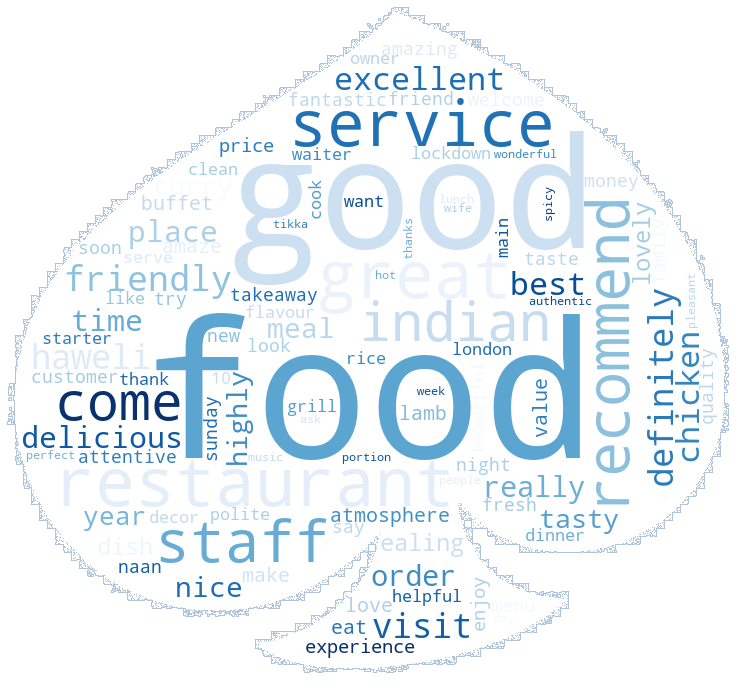 amazing
owner
excellent
fantastic friend welcome
service
price waiter lockdown wonderful
good
clean cook want lunch wife spicy money
curry
buffet tikka thanks main lovely
place amaze taste family
soon serve great recommend
friendly hot best pleasant
like try takeaway authentic
time flavour indian
starter new meal definitely
haweli look rice london chicken
customer thank 10 food quality
come sunday highly grill lamb week value beautiful
ask
delicious
perfect attentive music portion
restaurant people night really
year decor polite atmosphere fresh tasty
staff say dinner
dish ealing
naan nice make order
helpful enjoy
love menu
eat visit day
experience